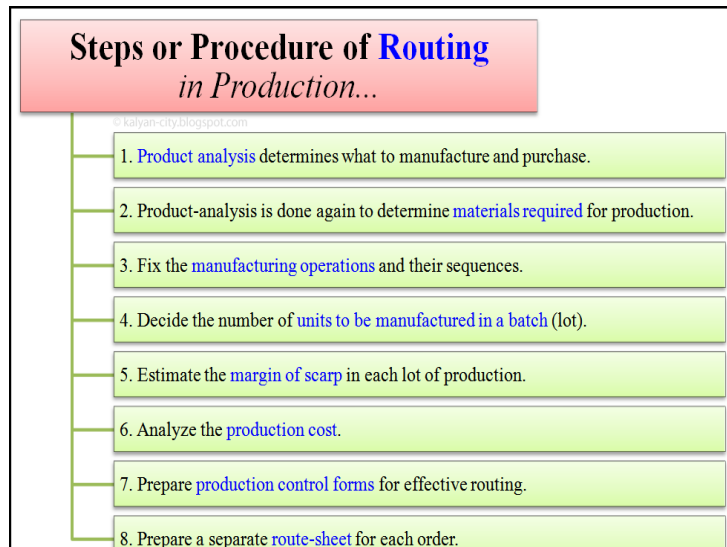 Steps or Procedure of Routing
in Production...
© kalyan-city.blogspot.com
1. Product analysis determines what to manufacture and purchase.
2. Product-analysis is done again to determine materials required for production.
3. Fix the manufacturing operations and their sequences.
4. Decide the number of units to be manufactured in a batch (lot).
5. Estimate the margin of scarp in each lot of production.
6. Analyze the production cost.
7. Prepare production control forms for effective routing.
8. Prepare a separate route-sheet for each order.